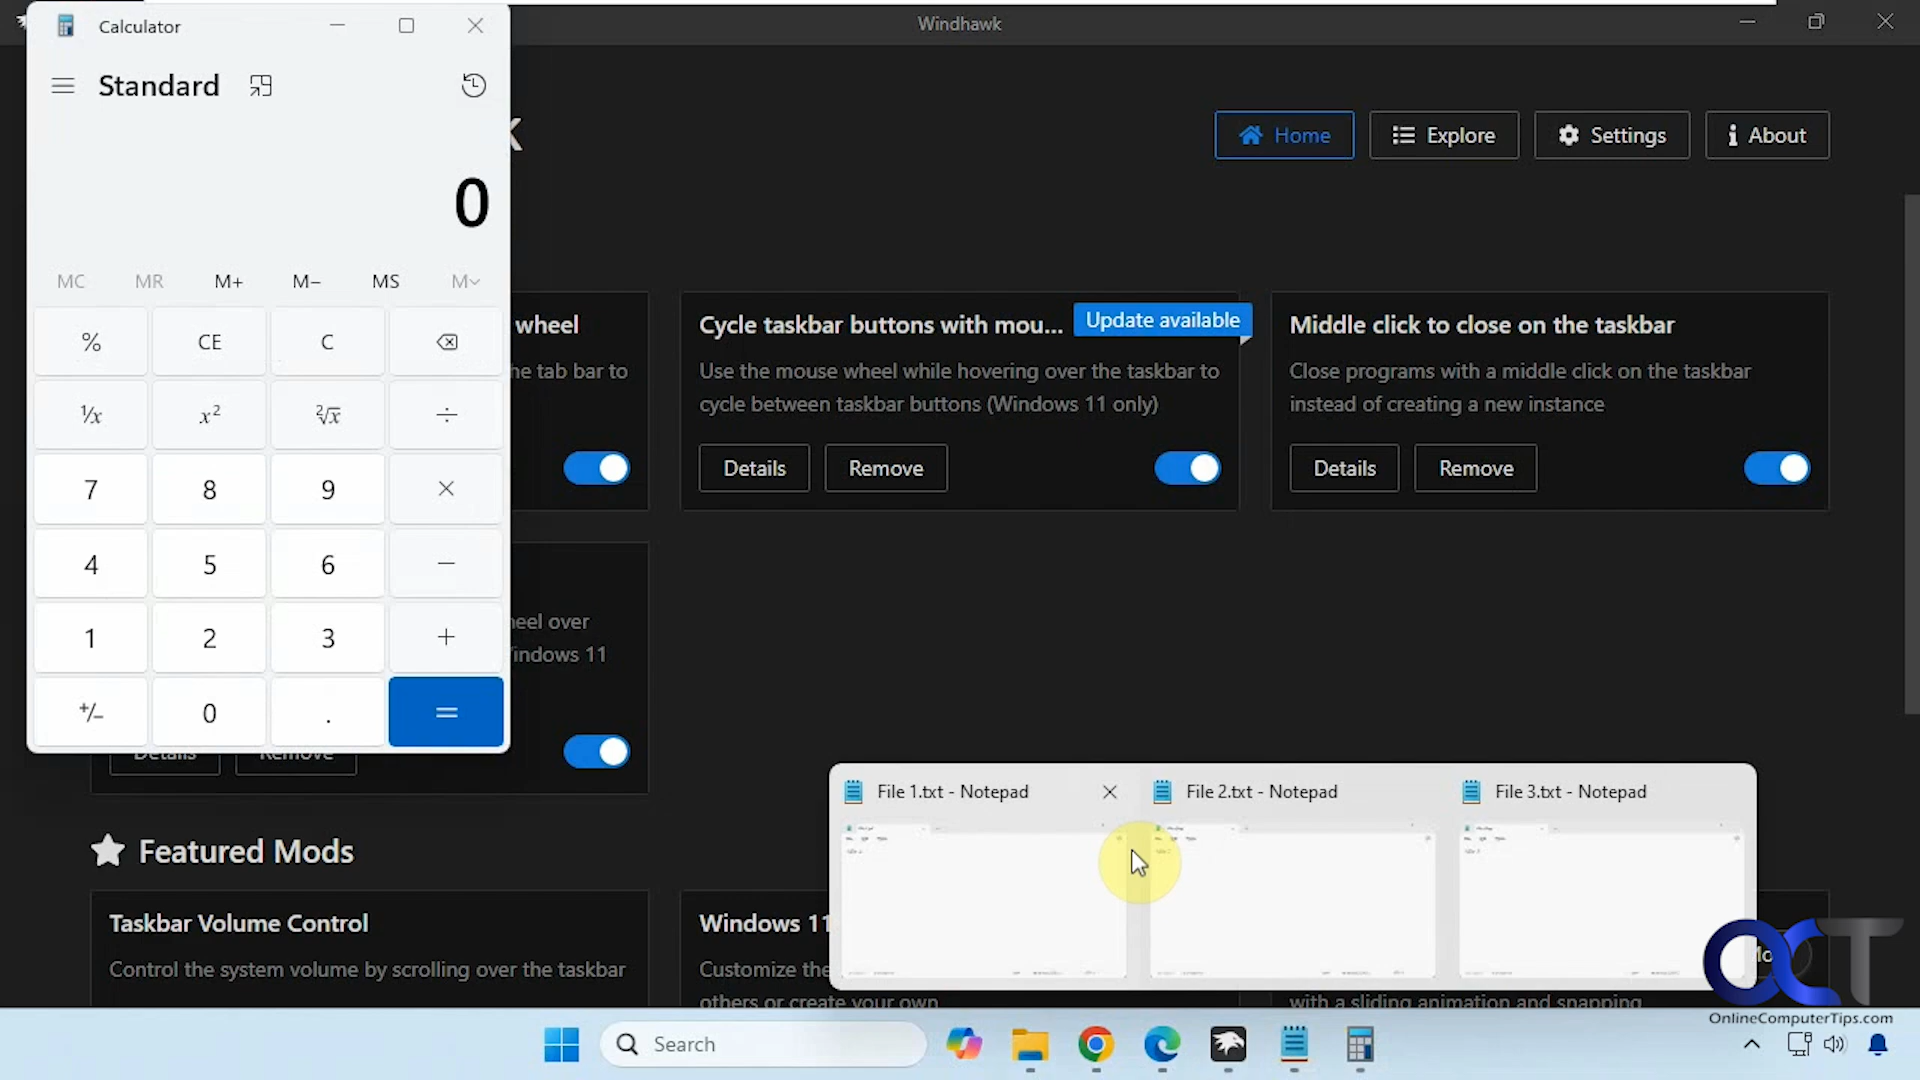 Calculator
Windhawk
Standard
Home
Explore
Settings
About
0
MC MR M+ M− MS M
% CE C
¹/x x² ²√x ÷
7 8 9 ×
4 5 6 −
1 2 3 +
+/− 0 . =
wheel
he tab bar to
Cycle taskbar buttons with mou...
Update available
Use the mouse wheel while hovering over the taskbar to
cycle between taskbar buttons (Windows 11 only)
Details
Remove
Middle click to close on the taskbar
Close programs with a middle click on the taskbar
instead of creating a new instance
Details
Remove
heel over
Windows 11
Details
Remove
File 1.txt - Notepad
File 2.txt - Notepad
File 3.txt - Notepad
Featured Mods
Taskbar Volume Control
Control the system volume by scrolling over the taskbar
Windows 11
Customize the
others or create your own
with a sliding animation and snapping
OCT
OnlineComputerTips.com
Search